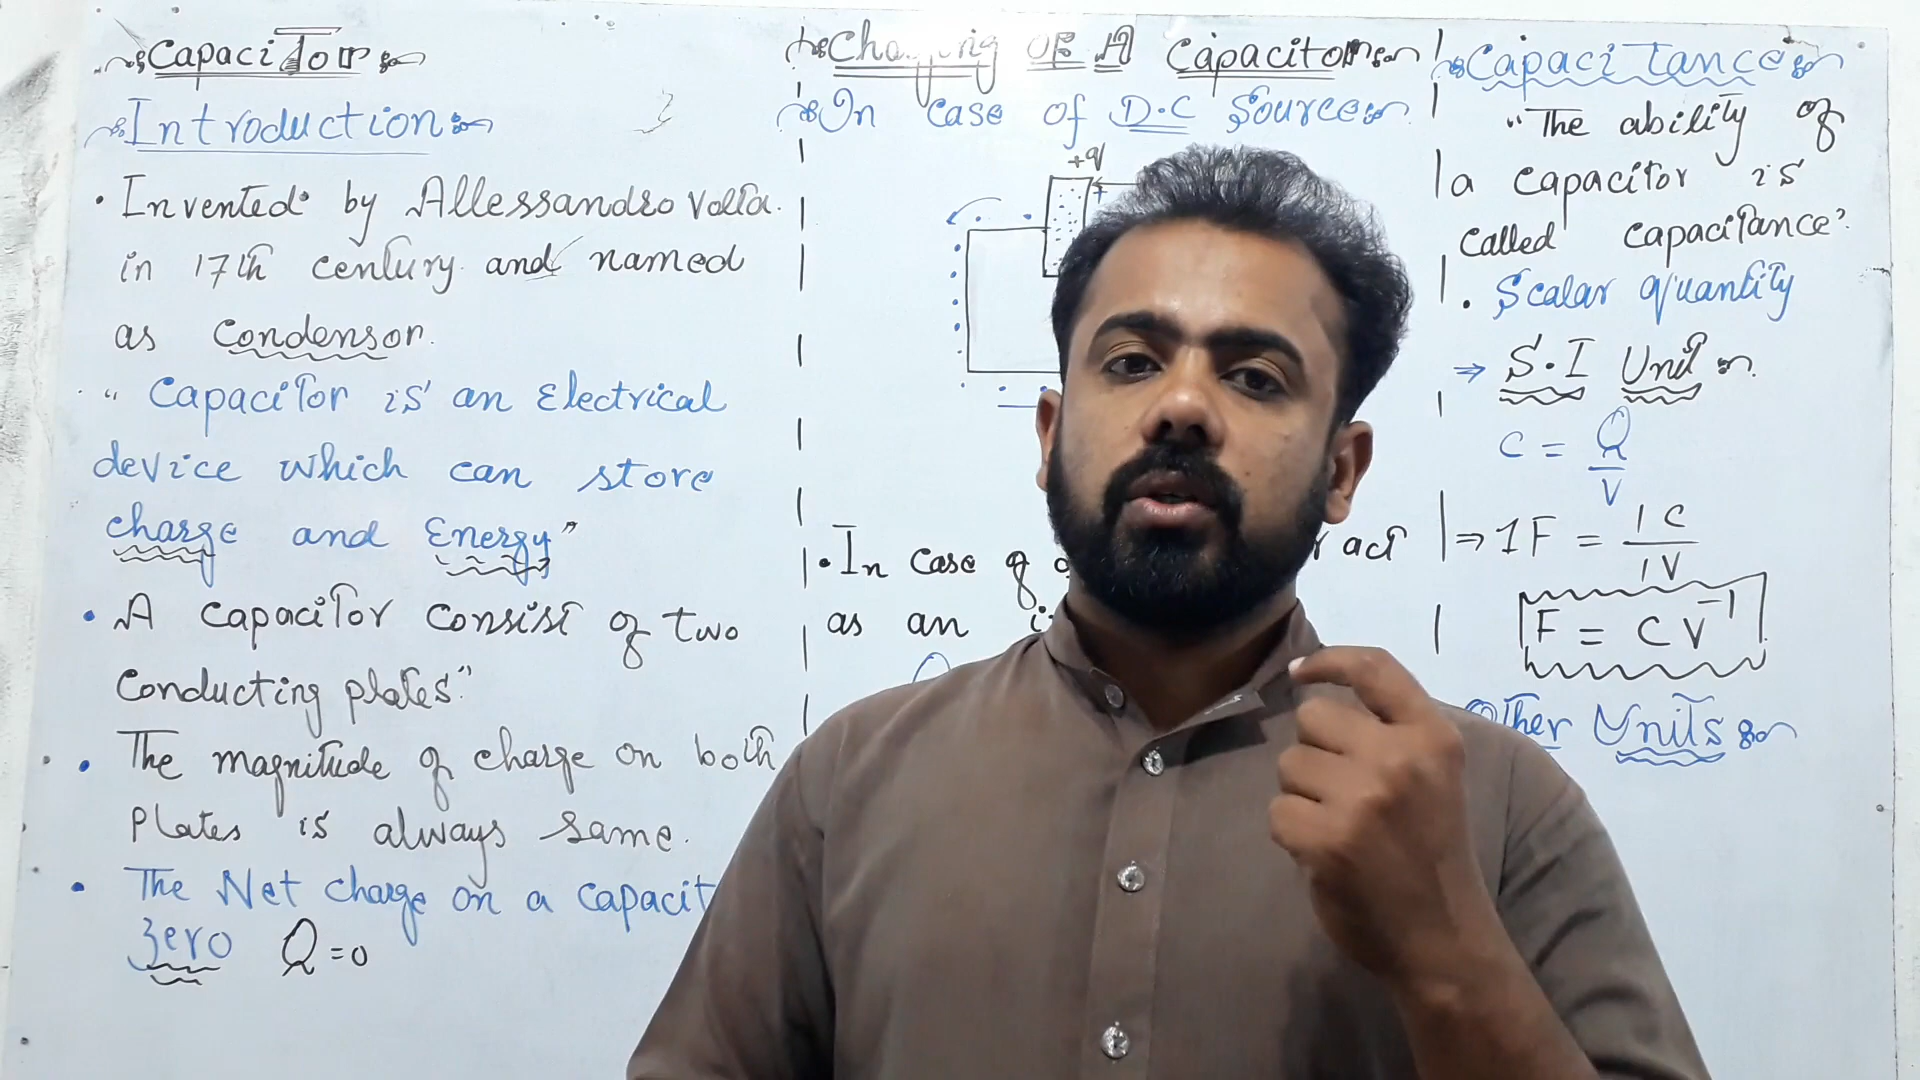 Capacitor
Introduction
• Invented by Allessandro Volta.
in 17th century and named
as Condensor.
“ Capacitor is an Electrical
device which can store
charge and Energy”
• A capacitor consist of two
Conducting plates”
• The magnitude of charge on both
Plates is always same.
• The Net charge on a capacit
zero Q = 0
Charging OF A Capacitor
In Case of D.C Source
+q
+
• In Case of
r act
as an
Capacitance
“The ability of
a capacitor is
called capacitance”
• Scalar quantity
⇒ S.I Unit
C = Q/V
⇒ 1F = 1C/1V
F = CV⁻¹
Other Units